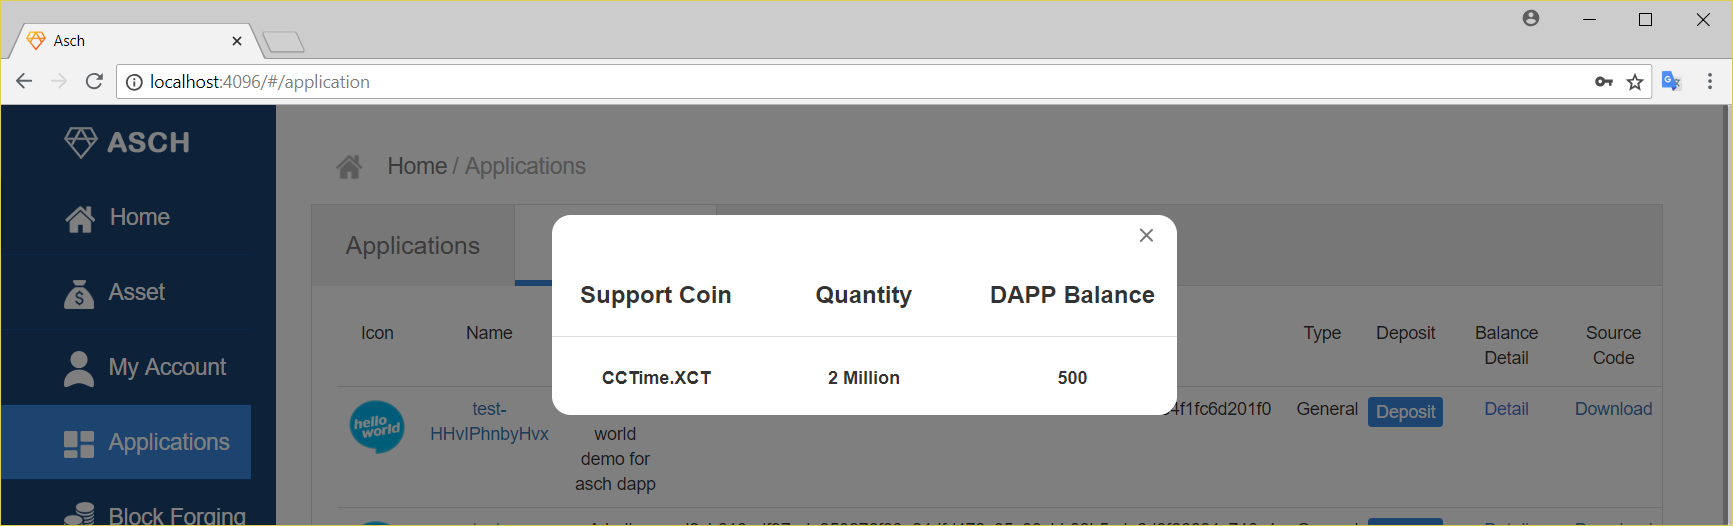 Asch
localhost:4096/#/application
ASCH
Home
Asset
My Account
Applications
Block Forging
Home / Applications
Applications
Support Coin Quantity DAPP Balance
CCTime.XCT 2 Million 500
Icon Name Type Deposit Balance Detail Source Code
hello world
test-HHvIPhnbyHvx
world
demo for
asch dapp
4f1fc6d201f0 General Deposit Detail Download